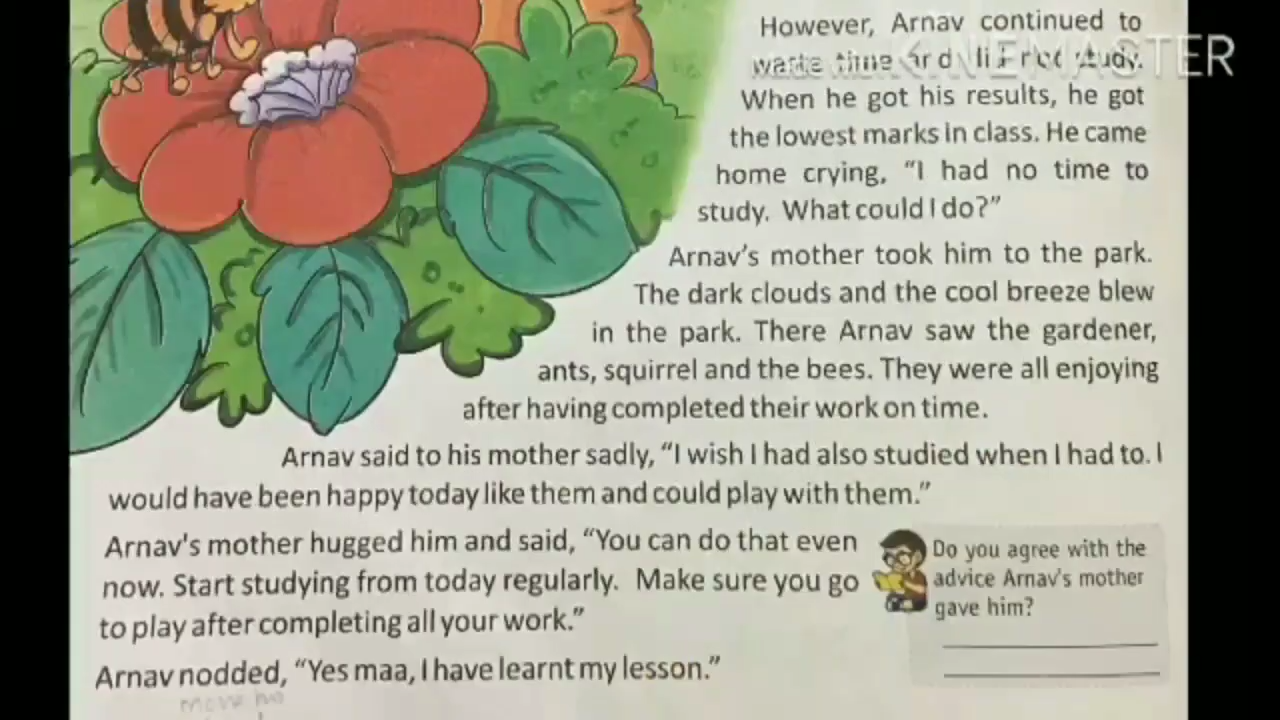 However, Arnav continued to
waste time and did not study.
When he got his results, he got
the lowest marks in class. He came
home crying, “I had no time to
study. What could I do?”
Arnav’s mother took him to the park.
The dark clouds and the cool breeze blew
in the park. There Arnav saw the gardener,
ants, squirrel and the bees. They were all enjoying
after having completed their work on time.
Arnav said to his mother sadly, “I wish I had also studied when I had to. I
would have been happy today like them and could play with them.”
Arnav's mother hugged him and said, “You can do that even
now. Start studying from today regularly. Make sure you go
to play after completing all your work.”
Arnav nodded, “Yes maa, I have learnt my lesson.”
Do you agree with the
advice Arnav's mother
gave him?
KINEMASTER